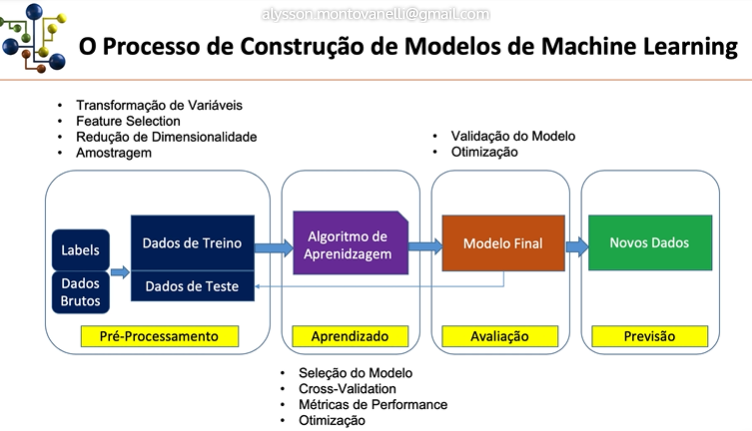 alysson.montovanelli@gmail.com
O Processo de Construção de Modelos de Machine Learning
• Transformação de Variáveis
• Feature Selection
• Redução de Dimensionalidade
• Amostragem
• Validação do Modelo
• Otimização
Labels
Dados
Brutos
Dados de Treino
Dados de Teste
Algoritmo de
Aprenidzagem
Modelo Final
Novos Dados
Pré-Processamento
Aprendizado
Avaliação
Previsão
• Seleção do Modelo
• Cross-Validation
• Métricas de Performance
• Otimização